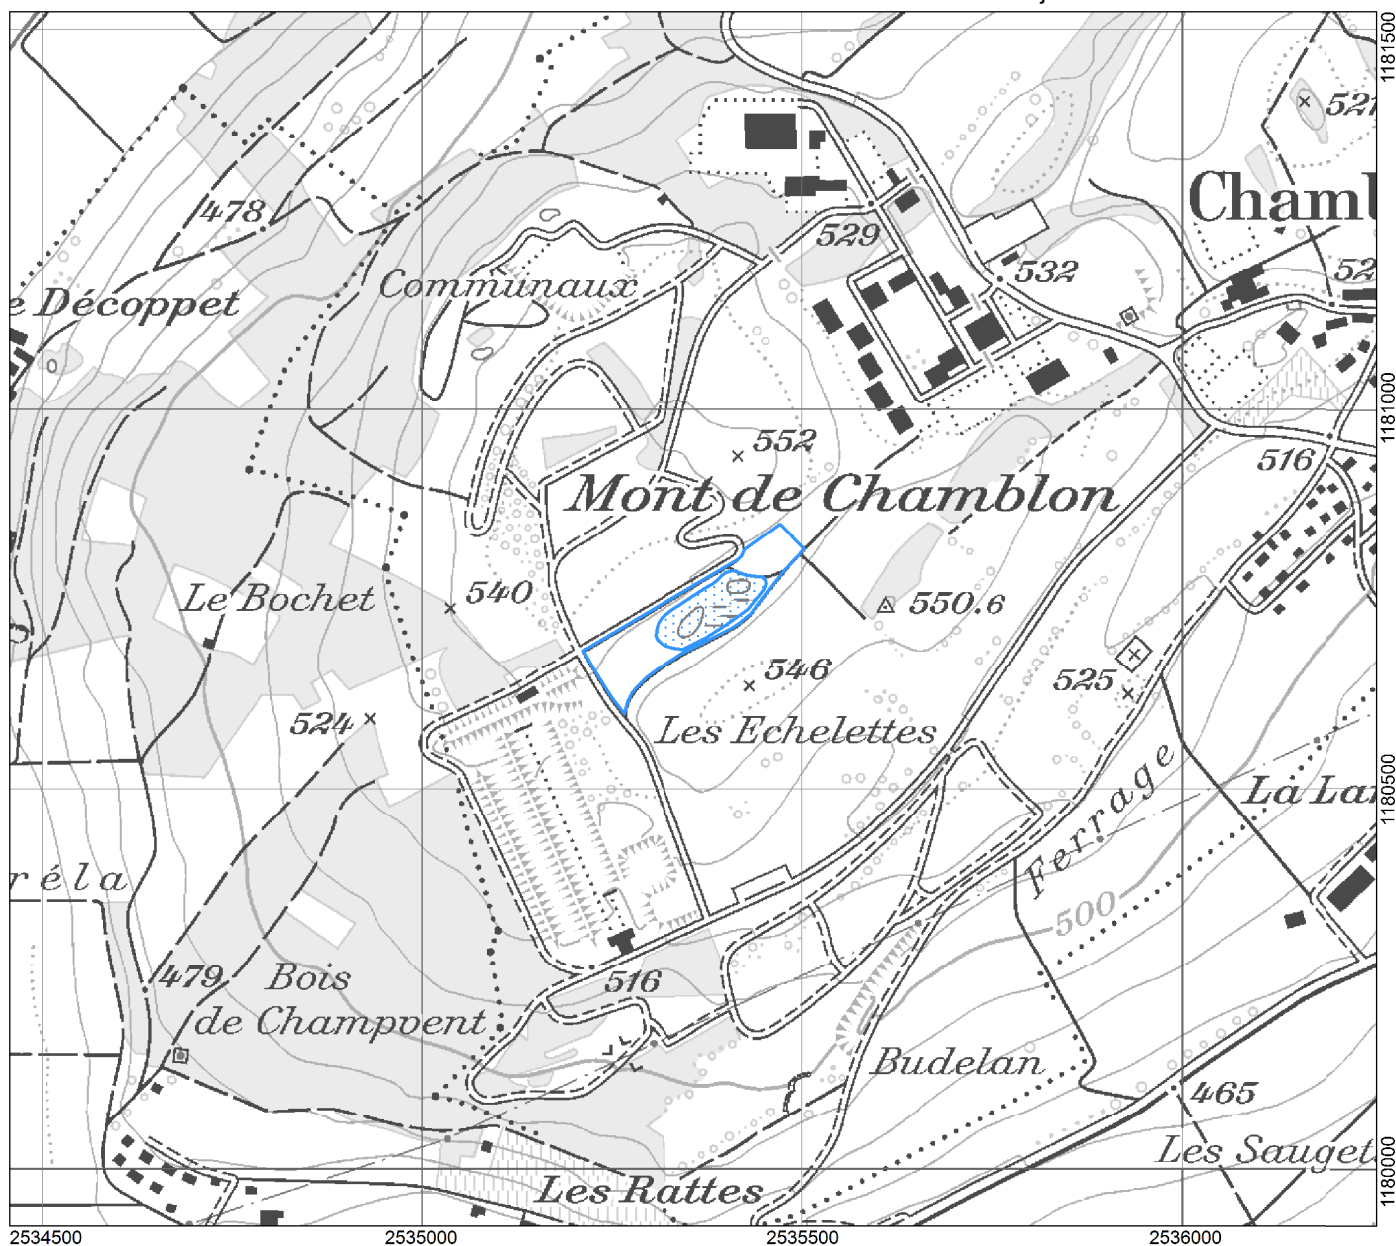 1181500
521
Chaml
478
529
532
52
Communaux
e Décoppet
1181000
552
516
Mont de Chamblon
Le Bochet
540
550.6
546
525
524
Les Echelettes
Ferrage
La La
1180500
réla
500
479
Bois
de Champvent
516
Budelan
465
Les Sauget
Les Rattes
1180000
2534500
2535000
2535500
2536000